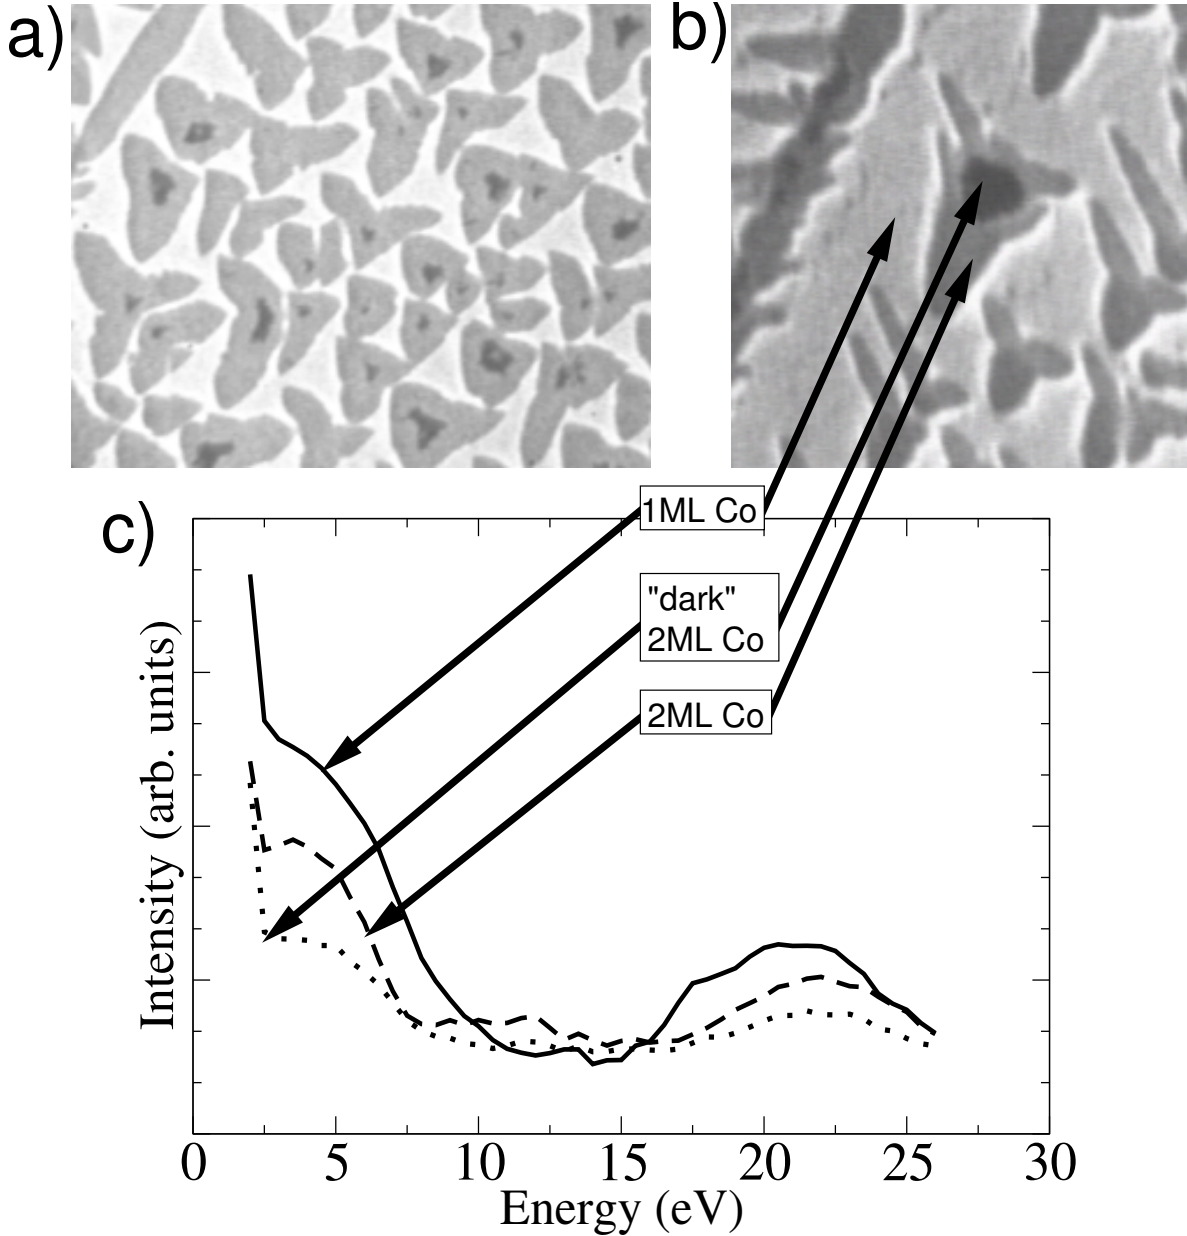 a)
b)
c)
1ML Co
"dark"
2ML Co
2ML Co
Intensity (arb. units)
0 5 10 15 20 25 30
Energy (eV)